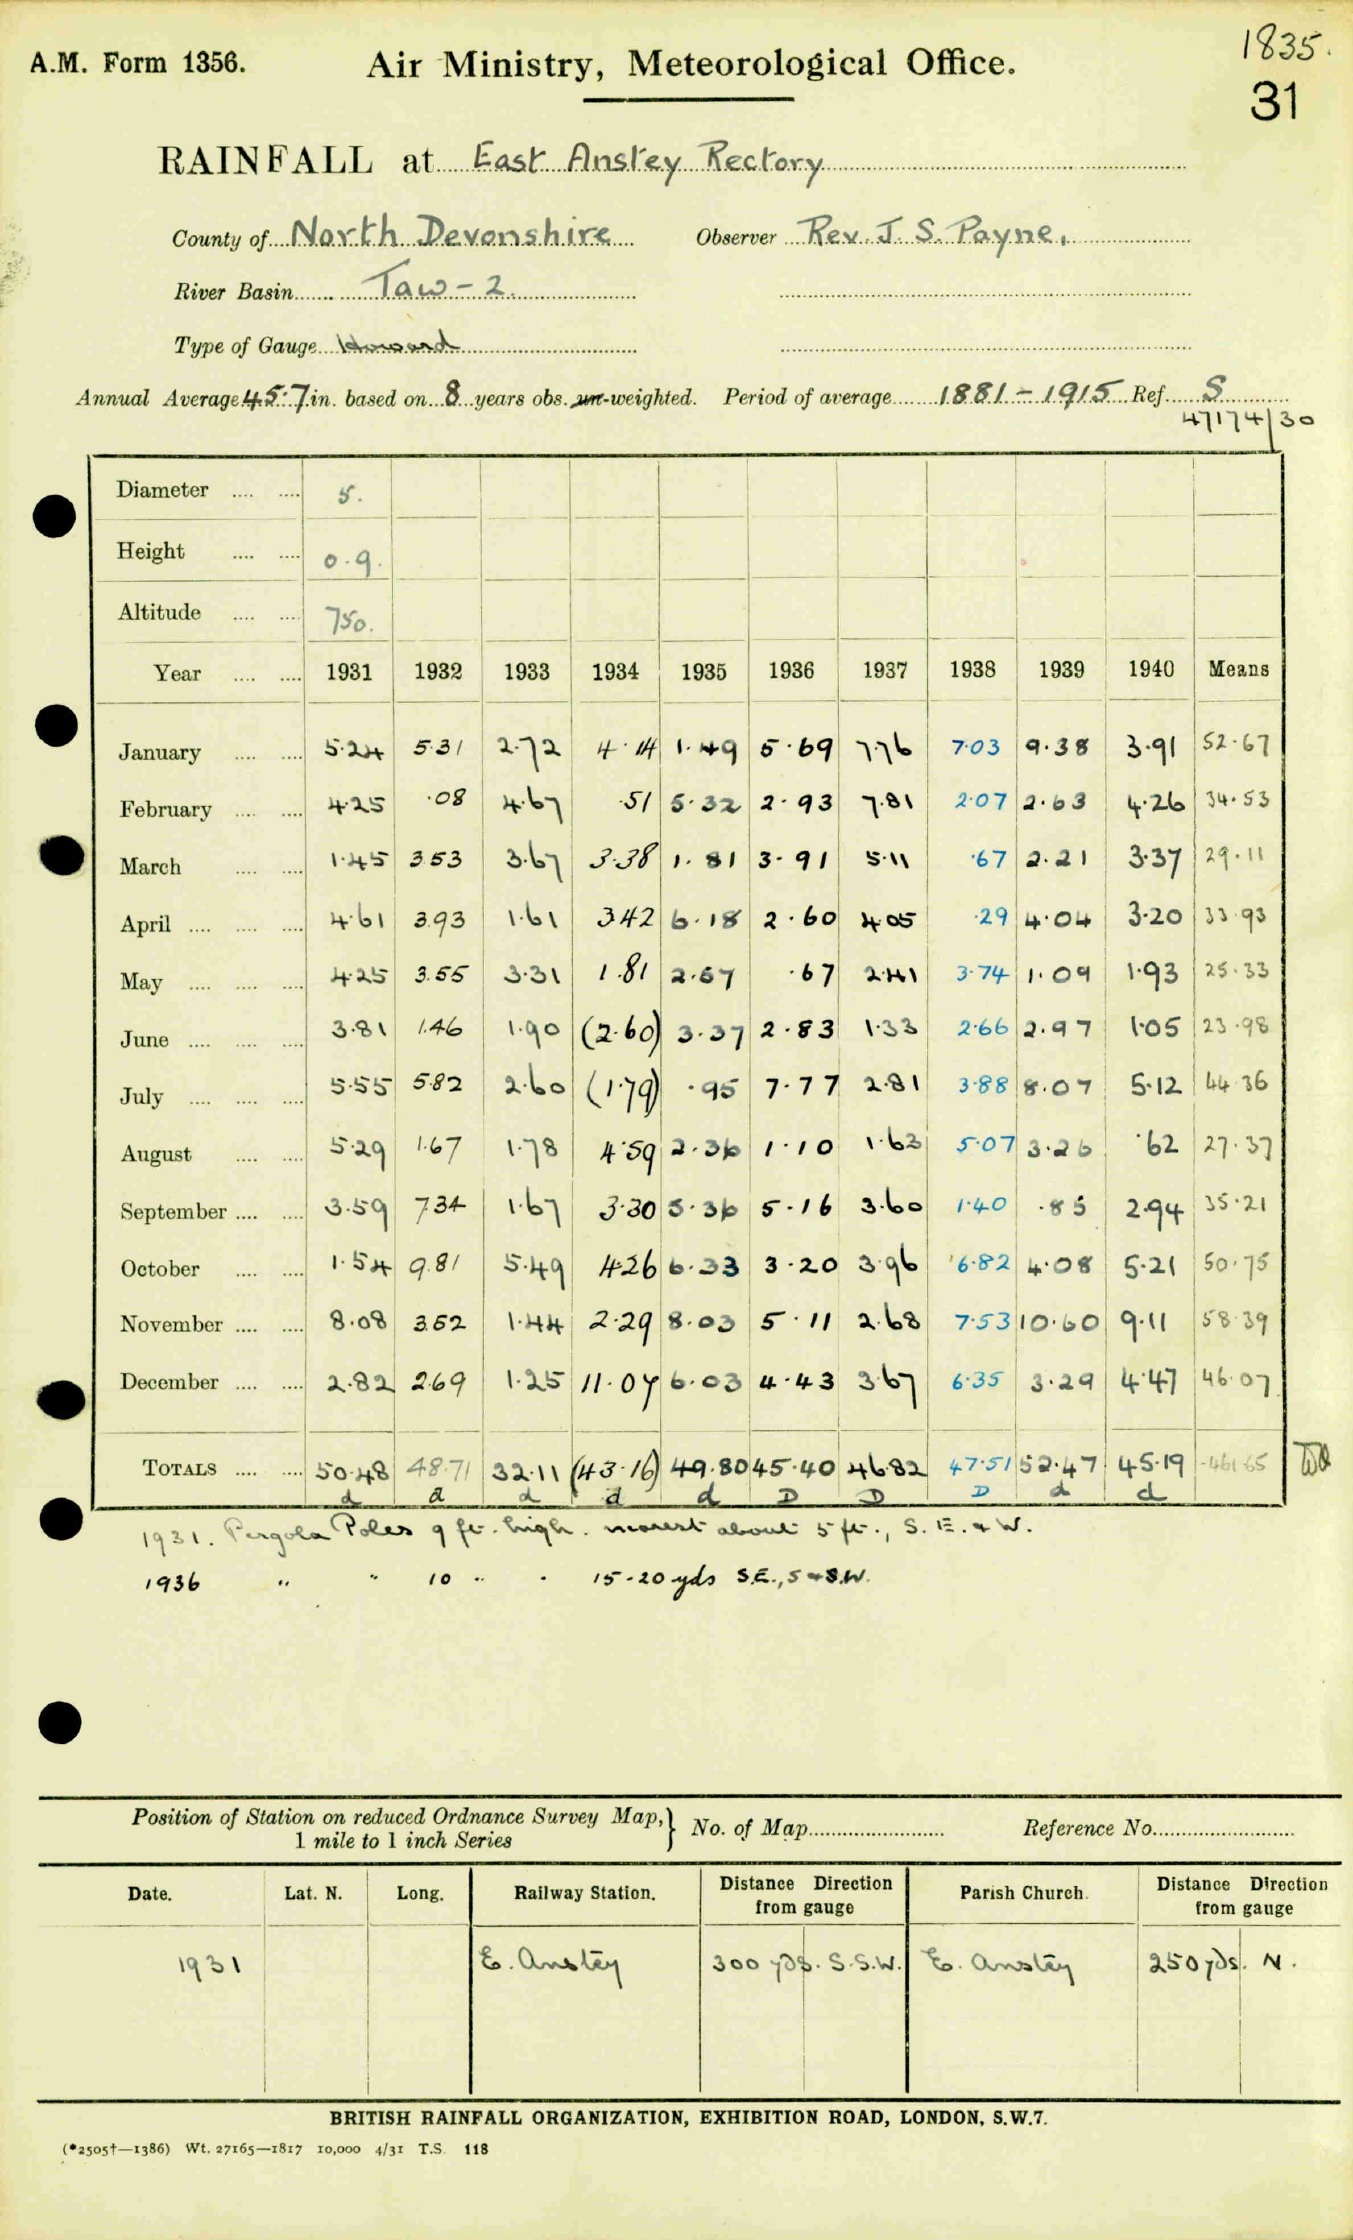 1835.
A.M. Form 1356. Air Ministry, Meteorological Office.
31
RAINFALL at East Anstey Rectory
County of North Devonshire Observer Rev. J. S. Payne,
River Basin Taw - 2.
Type of Gauge Howard
Annual Average 45.7 in. based on 8 years obs. un-weighted. Period of average 1881 - 1915 Ref. S
47174/30
Diameter 5.
Height 0.9.
Altitude 750.
Year 1931 1932 1933 1934 1935 1936 1937 1938 1939 1940 Means
January 5.24 5.31 2.72 4.14 1.49 5.69 7.76 7.03 9.38 3.91 52.67
February 4.25 .08 4.67 .51 5.32 2.93 7.81 2.07 2.63 4.26 34.53
March 1.45 3.53 3.67 3.38 1.81 3.91 5.11 .67 2.21 3.37 29.11
April 4.61 3.93 1.61 3.42 6.18 2.60 4.05 .29 4.04 3.20 33.93
May 4.25 3.55 3.31 1.81 2.57 .67 2.41 3.74 1.09 1.93 25.33
June 3.81 1.46 1.90 (2.60) 3.37 2.83 1.33 2.66 2.97 1.05 23.98
July 5.55 5.82 2.60 (1.79) .95 7.77 2.81 3.88 8.07 5.12 44.36
August 5.29 1.67 1.78 4.59 2.36 1.10 1.63 5.07 3.26 .62 27.37
September 3.59 7.34 1.67 3.30 5.36 5.16 3.60 1.40 .85 2.94 35.21
October 1.54 9.81 5.49 4.26 6.33 3.20 3.96 6.82 4.08 5.21 50.75
November 8.08 3.52 1.44 2.29 8.03 5.11 2.68 7.53 10.60 9.11 58.39
December 2.82 2.69 1.25 11.07 6.03 4.43 3.67 6.35 3.29 4.47 46.07
TOTALS 50.48 48.71 32.11 (43.16) 49.80 45.40 46.82 47.51 52.47 45.19 461.65
d d d d d D D D d d
1931. Pergola Poles 9 ft. high. nearest about 5 ft., S. E. & W.
1936 " " 10 " " 15-20 yds S.E., S & S.W.
Position of Station on reduced Ordnance Survey Map,} No. of Map Reference No.
1 mile to 1 inch Series
Date. Lat. N. Long. Railway Station. Distance Direction from gauge Parish Church. Distance Direction from gauge
1931 E. Anstey 300 yds. S.S.W. E. Anstey 250 yds. N.
BRITISH RAINFALL ORGANIZATION, EXHIBITION ROAD, LONDON, S.W.7.
(*2505†—1386) Wt. 27165—1817 10,000 4/31 T.S. 118